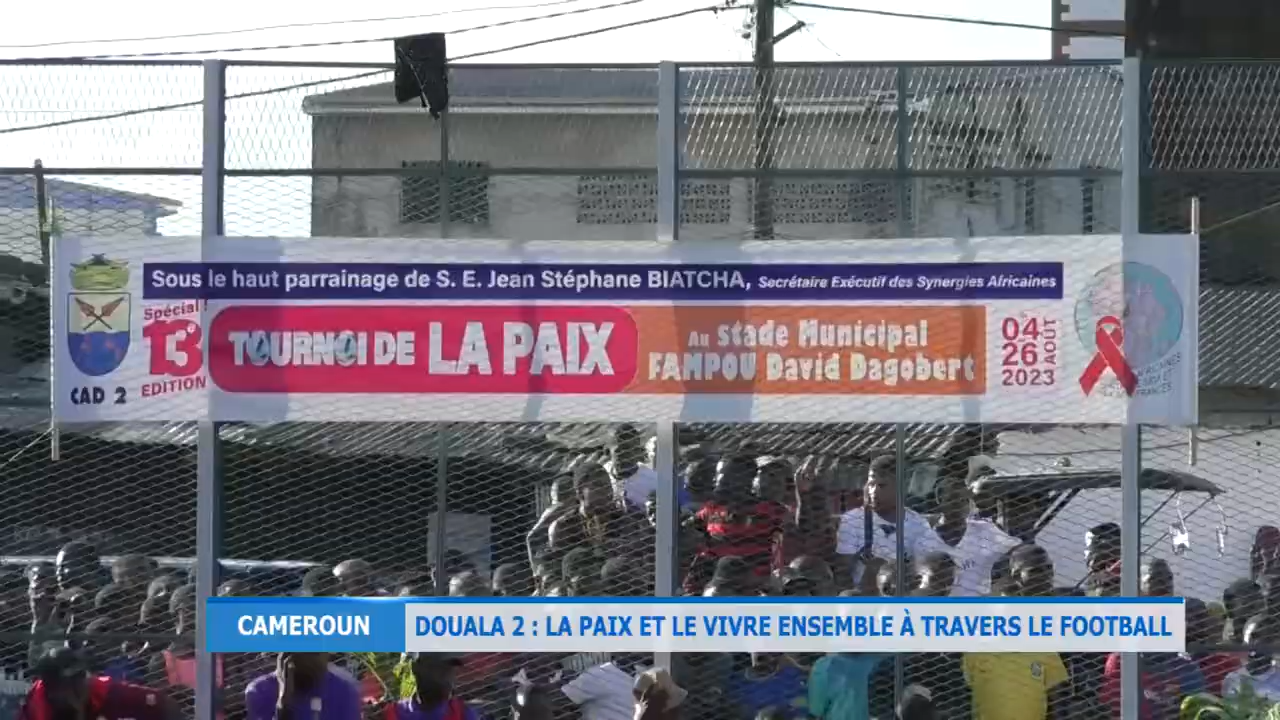 Sous le haut parrainage de S. E. Jean Stéphane BIATCHA, Secrétaire Exécutif des Synergies Africaines
Spécial !
13e
EDITION
TOURNOI DE LA PAIX
Au Stade Municipal
FAMPOU David Dagobert
04
26
AOUT
2023
CAD 2
CAMEROUN
DOUALA 2 : LA PAIX ET LE VIVRE ENSEMBLE À TRAVERS LE FOOTBALL